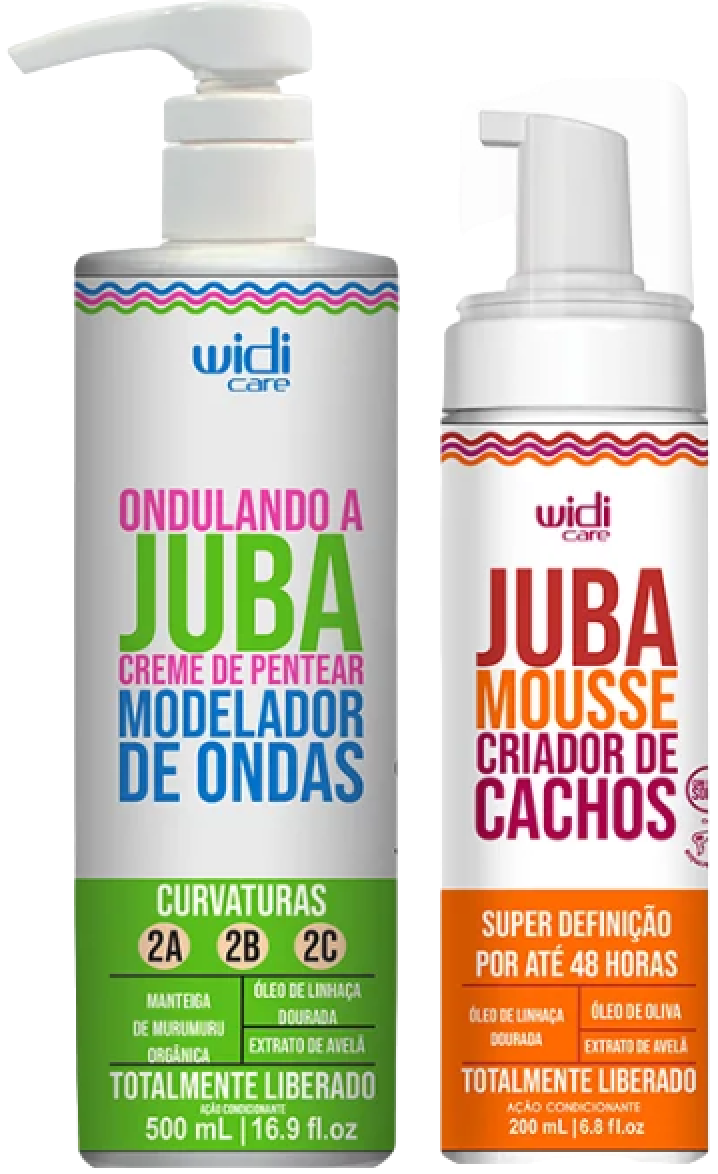 widi
care
ONDULANDO A
JUBA
CREME DE PENTEAR
MODELADOR
DE ONDAS
CURVATURAS
2A 2B 2C
MANTEIGA
DE MURUMURU
ORGÂNICA
ÓLEO DE LINHAÇA
DOURADA
EXTRATO DE AVELÃ
TOTALMENTE LIBERADO
AÇÃO CONDICIONANTE
500 mL | 16.9 fl.oz
widi
care
JUBA
MOUSSE
CRIADOR DE
CACHOS
SUPER DEFINIÇÃO
POR ATÉ 48 HORAS
ÓLEO DE LINHAÇA
DOURADA
ÓLEO DE OLIVA
EXTRATO DE AVELÃ
TOTALMENTE LIBERADO
AÇÃO CONDICIONANTE
200 mL | 6.8 fl.oz